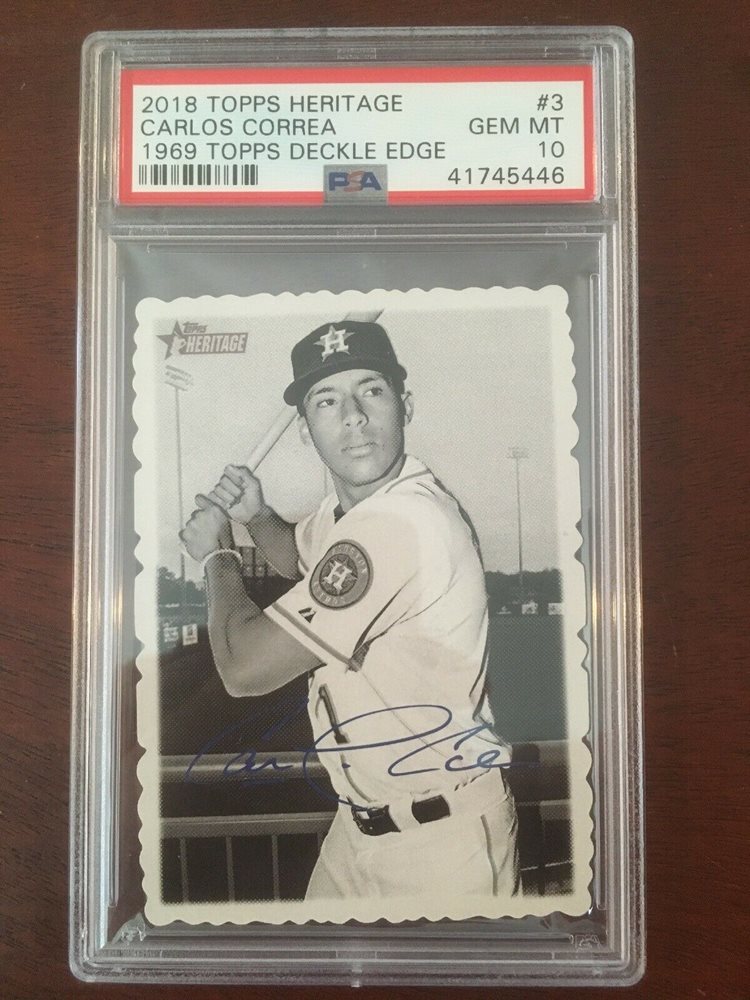 2018 TOPPS HERITAGE #3
CARLOS CORREA GEM MT
1969 TOPPS DECKLE EDGE 10
PSA 41745446
TOPPS
HERITAGE
H
H